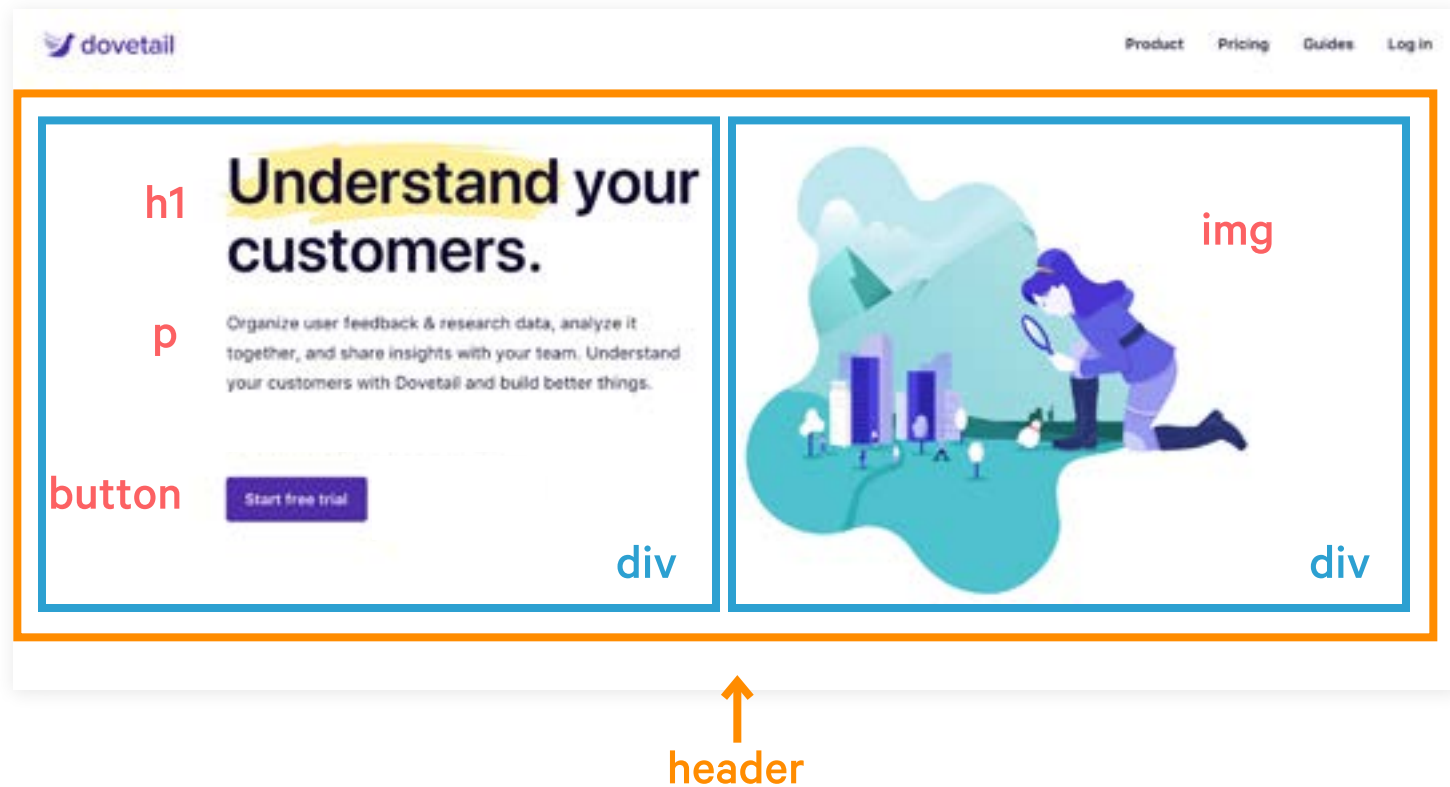 dovetail
Product Pricing Guides Log in
h1
Understand your
customers.
img
p
Organize user feedback & research data, analyze it
together, and share insights with your team. Understand
your customers with Dovetail and build better things.
button
Start free trial
div
div
header